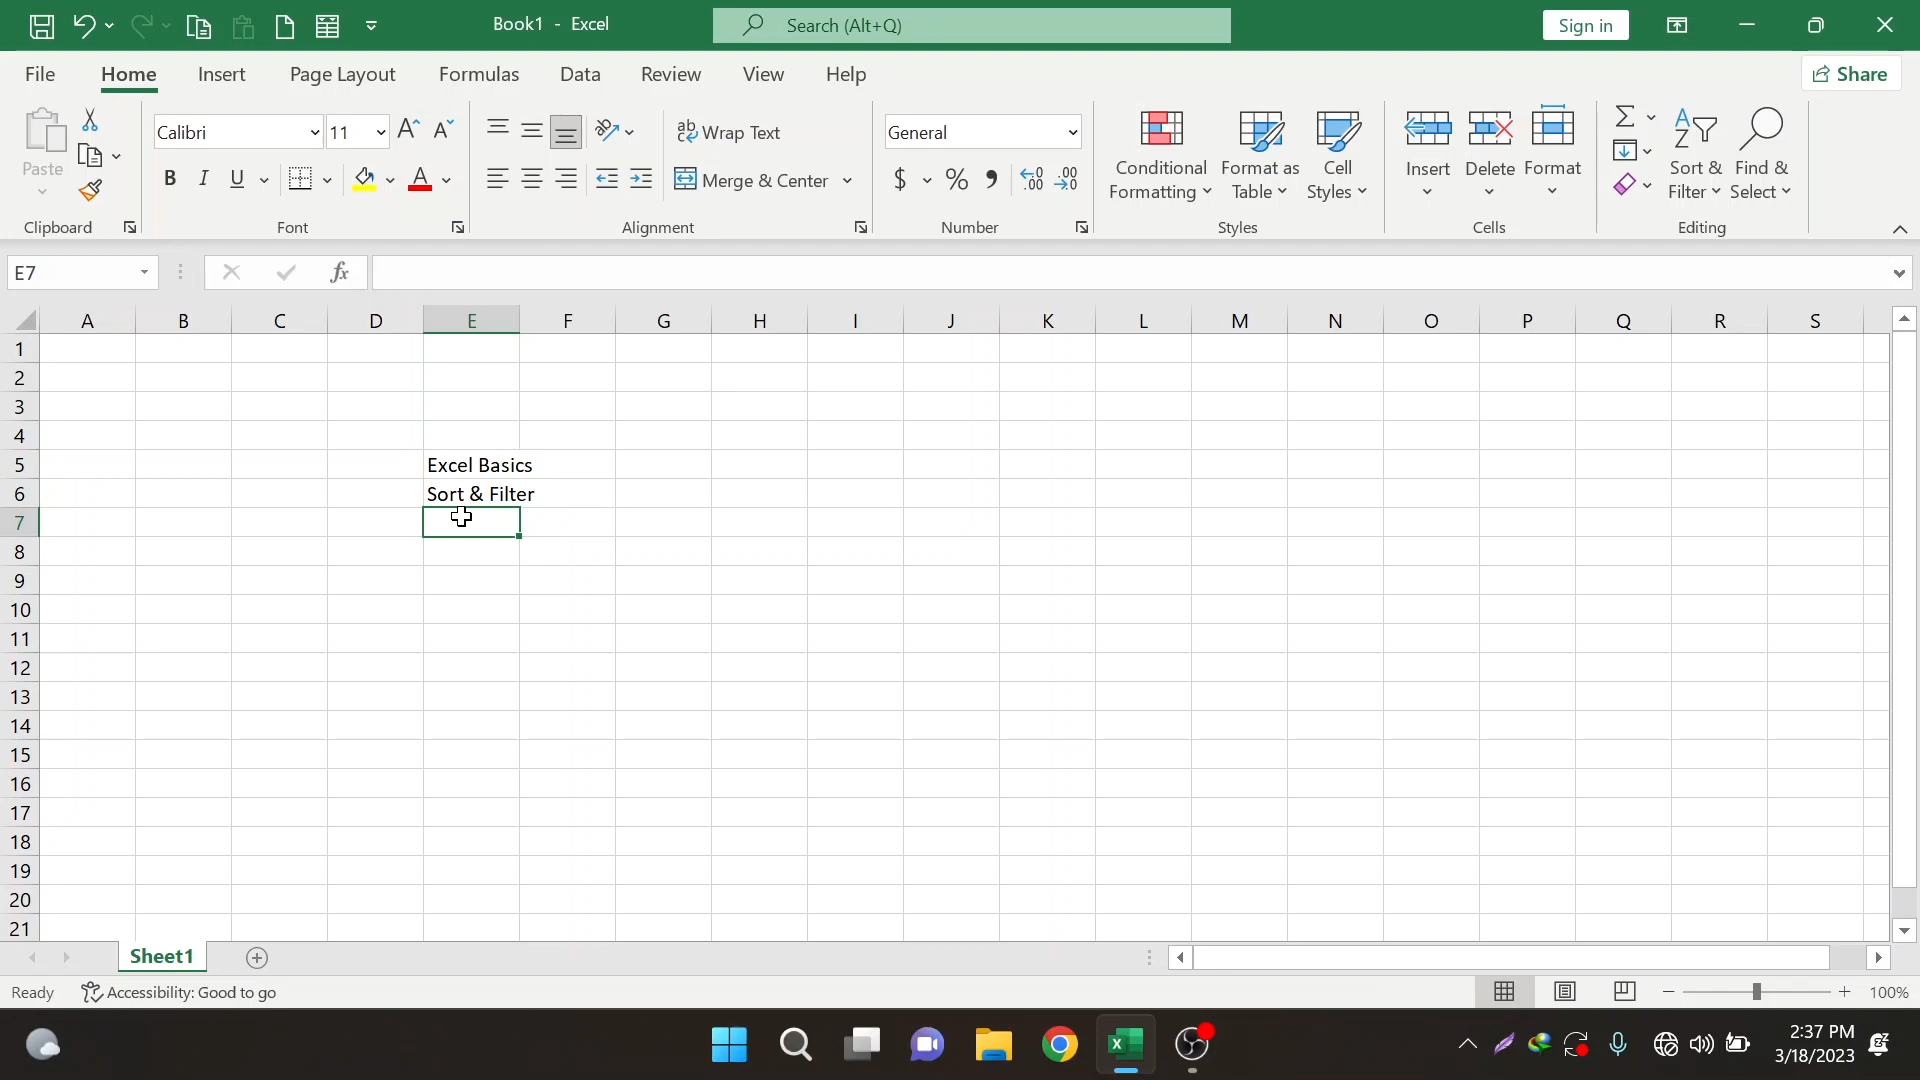 Book1 - Excel
Search (Alt+Q)
Sign in
File Home Insert Page Layout Formulas Data Review View Help
Share
Paste
Clipboard
Calibri
11
B I U
A
Font
ab
Wrap Text
Merge & Center
Alignment
General
$ % ,
Number
Conditional
Formatting
Format as
Table
Cell
Styles
Styles
Insert
Delete
Format
Cells
Sort &
Filter
Find &
Select
Editing
E7
fx
A B C D E F G H I J K L M N O P Q R S
1
2
3
4
5 Excel Basics
6 Sort & Filter
7
8
9
10
11
12
13
14
15
16
17
18
19
20
21
Sheet1
Ready
Accessibility: Good to go
100%
2:37 PM
3/18/2023